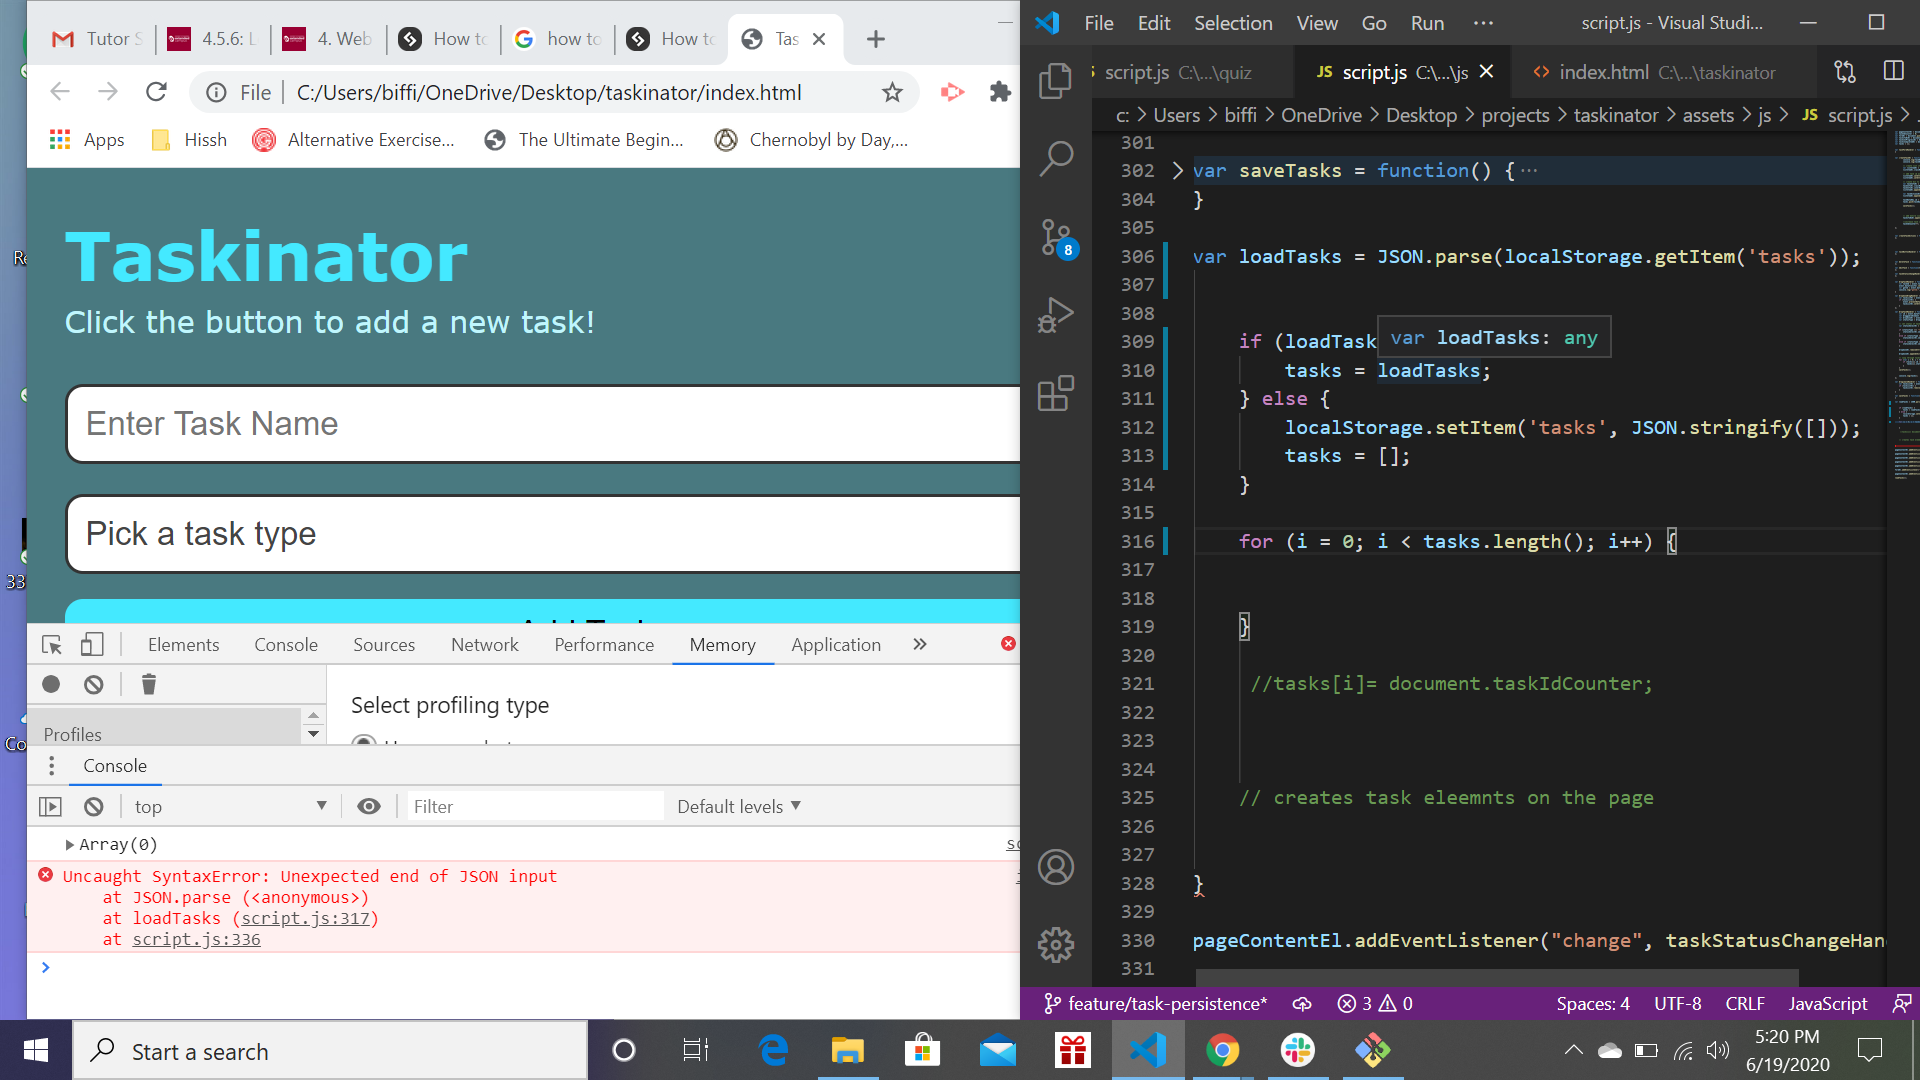 Tutor S
4.5.6: L
4. Web
How to
how to
How to
Tas
File
C:/Users/biffi/OneDrive/Desktop/taskinator/index.html
Apps
Hissh
Alternative Exercise...
The Ultimate Begin...
Chernobyl by Day,...
Taskinator
Click the button to add a new task!
Enter Task Name
Pick a task type
Elements
Console
Sources
Network
Performance
Memory
Application
Select profiling type
Profiles
Console
top
Filter
Default levels
Array(0)
Uncaught SyntaxError: Unexpected end of JSON input
at JSON.parse (<anonymous>)
at loadTasks (script.js:317)
at script.js:336
File
Edit
Selection
View
Go
Run
script.js - Visual Studi...
script.js C:\...\quiz
JS script.js C:\...\js
index.html C:\...\taskinator
c: > Users > biffi > OneDrive > Desktop > projects > taskinator > assets > js > JS script.js >
8
301
302 var saveTasks = function() {···
304 }
305
306 var loadTasks = JSON.parse(localStorage.getItem('tasks'));
307
308
var loadTasks: any
309 if (loadTask
310 tasks = loadTasks;
311 } else {
312 localStorage.setItem('tasks', JSON.stringify([]));
313 tasks = [];
314 }
315
316 for (i = 0; i < tasks.length(); i++) {
317
318
319 }
320
321 //tasks[i]= document.taskIdCounter;
322
323
324
325 // creates task eleemnts on the page
326
327
328 }
329
330 pageContentEl.addEventListener("change", taskStatusChangeHan
331
feature/task-persistence*
3
0
Spaces: 4
UTF-8
CRLF
JavaScript
Start a search
5:20 PM
6/19/2020